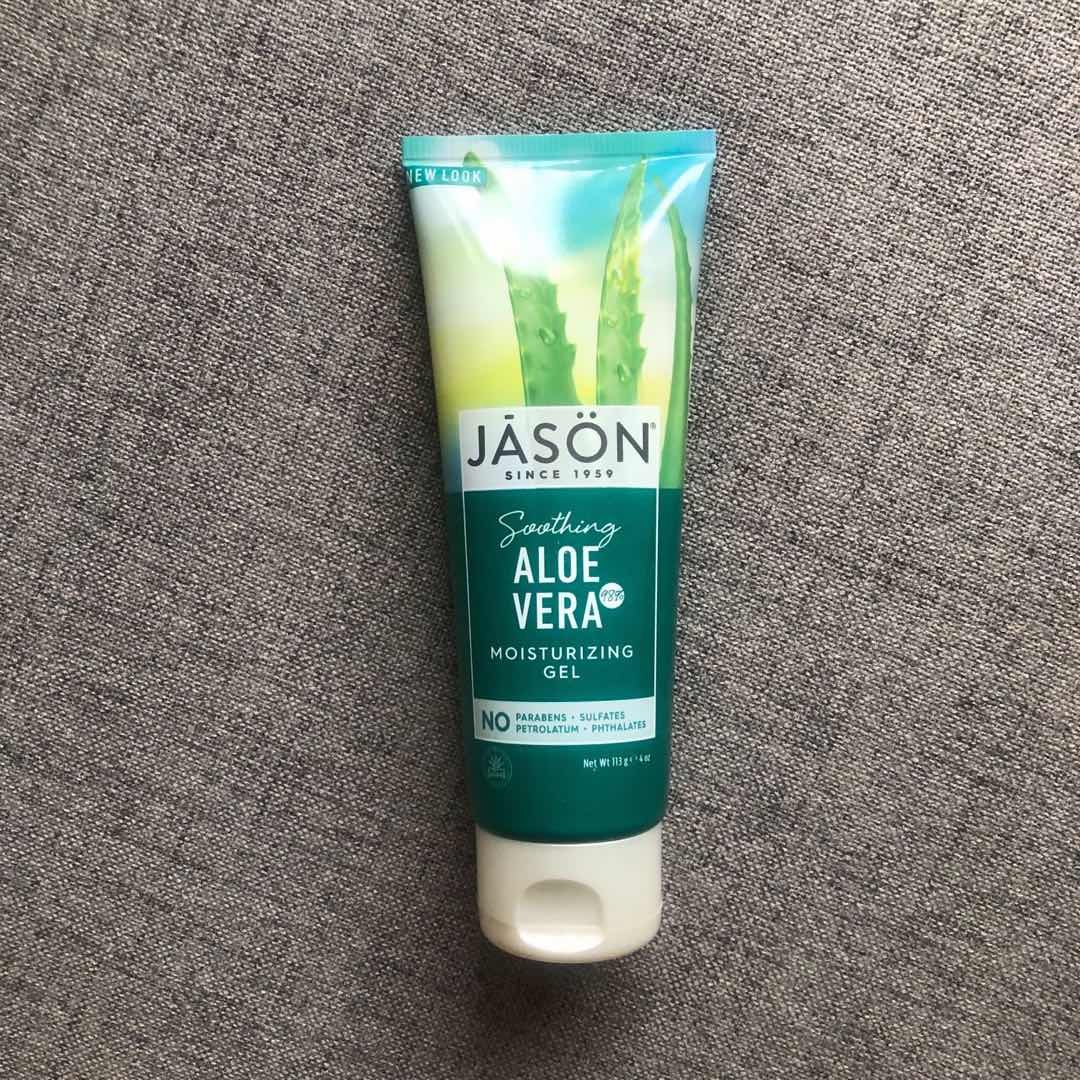 NEW LOOK
JĀSÖN®
SINCE 1959
Soothing
ALOE
VERA 98%
MOISTURIZING
GEL
NO PARABENS • SULFATES
PETROLATUM • PHTHALATES
Net Wt 113 g e 4 oz